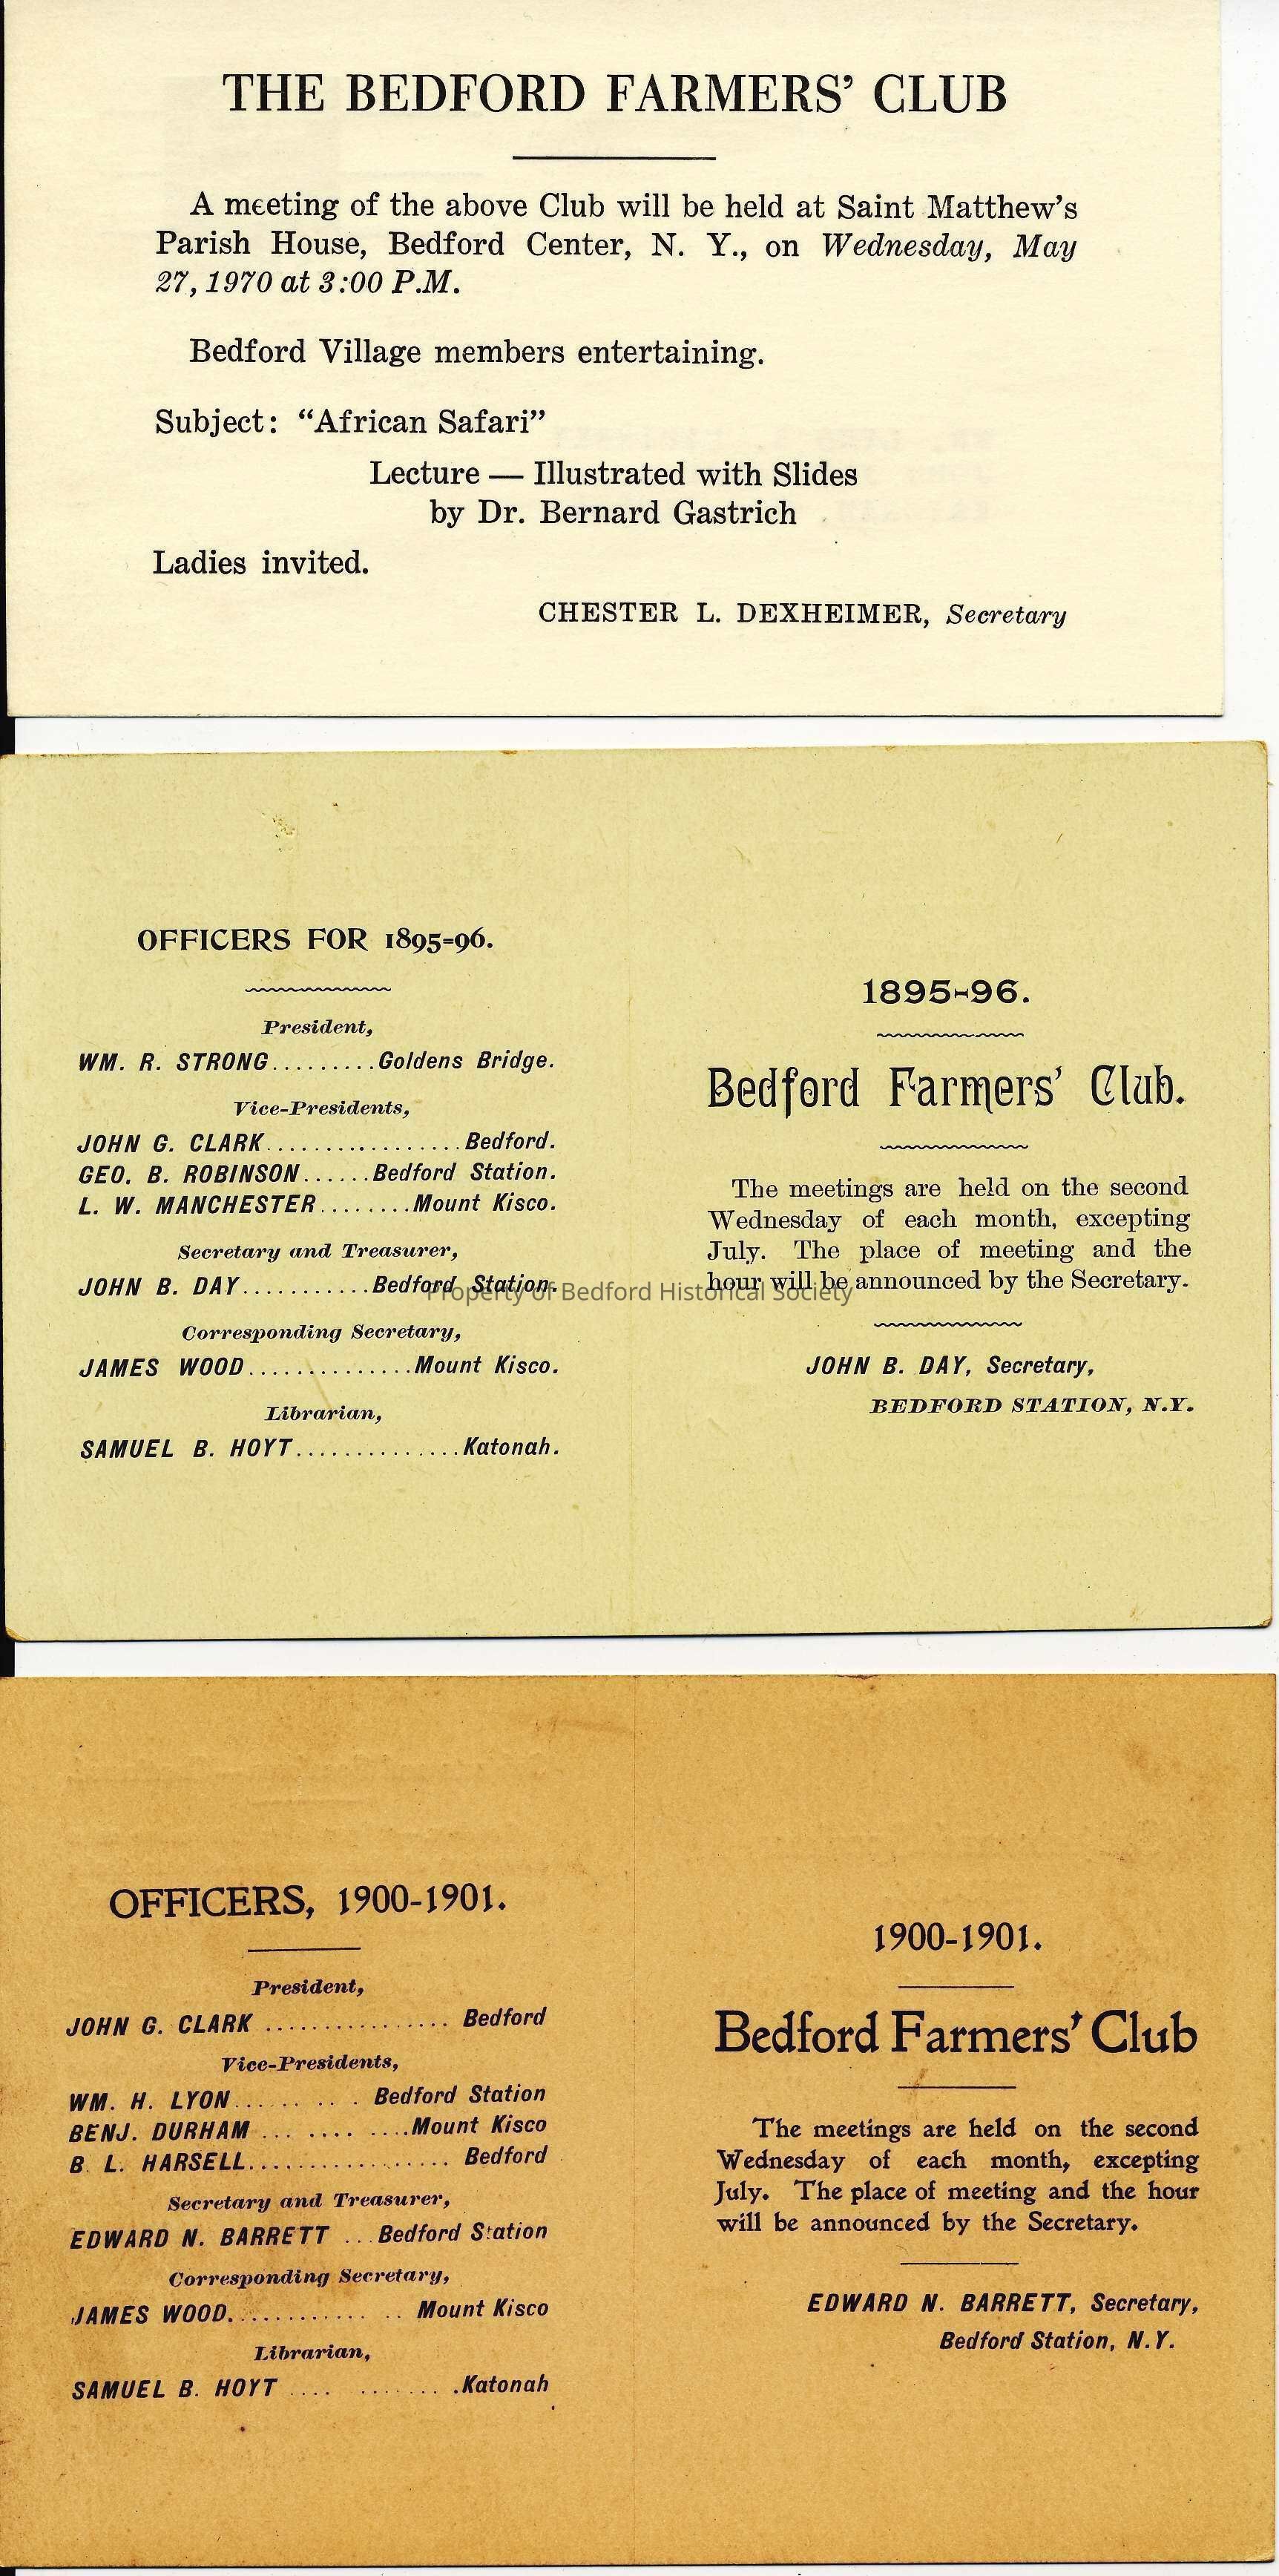 THE BEDFORD FARMERS' CLUB
A meeting of the above Club will be held at Saint Matthew's
Parish House, Bedford Center, N. Y., on Wednesday, May
27, 1970 at 3:00 P.M.
Bedford Village members entertaining.
Subject: “African Safari”
Lecture — Illustrated with Slides
by Dr. Bernard Gastrich
Ladies invited.
CHESTER L. DEXHEIMER, Secretary
OFFICERS FOR 1895=96.
President,
WM. R. STRONG.........Goldens Bridge.
Vice-Presidents,
JOHN G. CLARK.................Bedford.
GEO. B. ROBINSON......Bedford Station.
L. W. MANCHESTER........Mount Kisco.
Secretary and Treasurer,
JOHN B. DAY...........Bedford Station.
Corresponding Secretary,
JAMES WOOD..............Mount Kisco.
Librarian,
SAMUEL B. HOYT..............Katonah.
1895-96.
Bedford Farmers' Club.
The meetings are held on the second
Wednesday of each month, excepting
July. The place of meeting and the
hour will be announced by the Secretary.
JOHN B. DAY, Secretary,
BEDFORD STATION, N.Y.
Property of Bedford Historical Society
OFFICERS, 1900-1901.
President,
JOHN G. CLARK ................ Bedford
Vice-Presidents,
WM. H. LYON...... .. . Bedford Station
BENJ. DURHAM ... .... ....Mount Kisco
B. L. HARSELL.................. Bedford
Secretary and Treasurer,
EDWARD N. BARRETT ...Bedford Station
Corresponding Secretary,
JAMES WOOD............ .. Mount Kisco
Librarian,
SAMUEL B. HOYT .... ....... .Katonah
1900-1901.
Bedford Farmers' Club
The meetings are held on the second
Wednesday of each month, excepting
July. The place of meeting and the hour
will be announced by the Secretary.
EDWARD N. BARRETT, Secretary,
Bedford Station, N.Y.